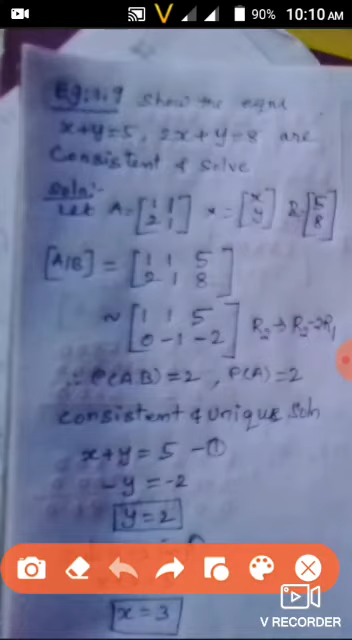 90% 10:10 AM
Eg:1.9 Show the eqns
x+y=5, 2x+y=8 are
Consistent & Solve
Soln:-
Let A=[1 1 2 1] x=[x y] B=[5 8]
[A|B] = [1 1 5
2 1 8]
~ [1 1 5
0 -1 -2] R₂→R₂-2R₁
∴ ρ(AB)=2, ρ(A)=2
Consistent & Unique Soln
x+y = 5 -①
-y = -2
y=2
x=3
V RECORDER